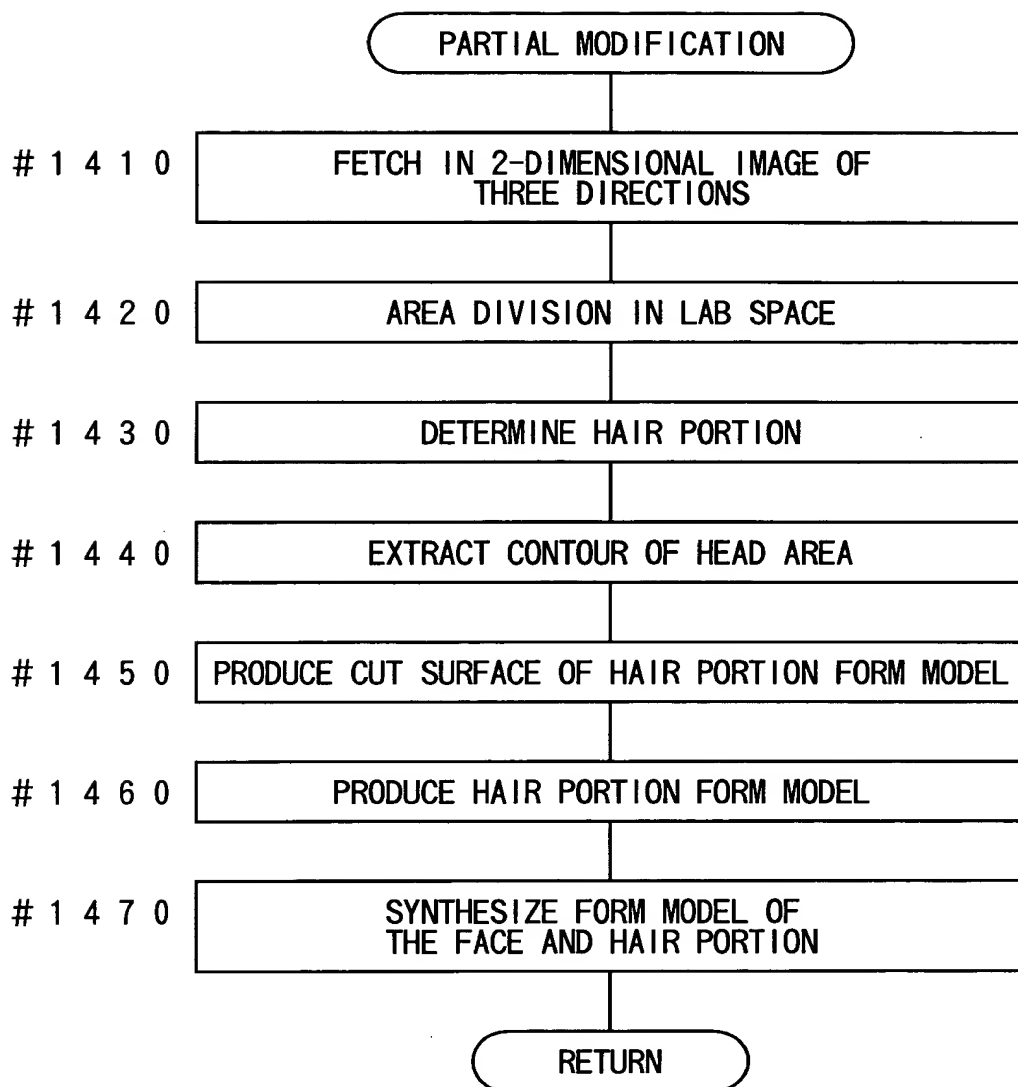 PARTIAL MODIFICATION
#1410 FETCH IN 2-DIMENSIONAL IMAGE OF
THREE DIRECTIONS
#1420 AREA DIVISION IN LAB SPACE
#1430 DETERMINE HAIR PORTION
#1440 EXTRACT CONTOUR OF HEAD AREA
#1450 PRODUCE CUT SURFACE OF HAIR PORTION FORM MODEL
#1460 PRODUCE HAIR PORTION FORM MODEL
#1470 SYNTHESIZE FORM MODEL OF
THE FACE AND HAIR PORTION
RETURN